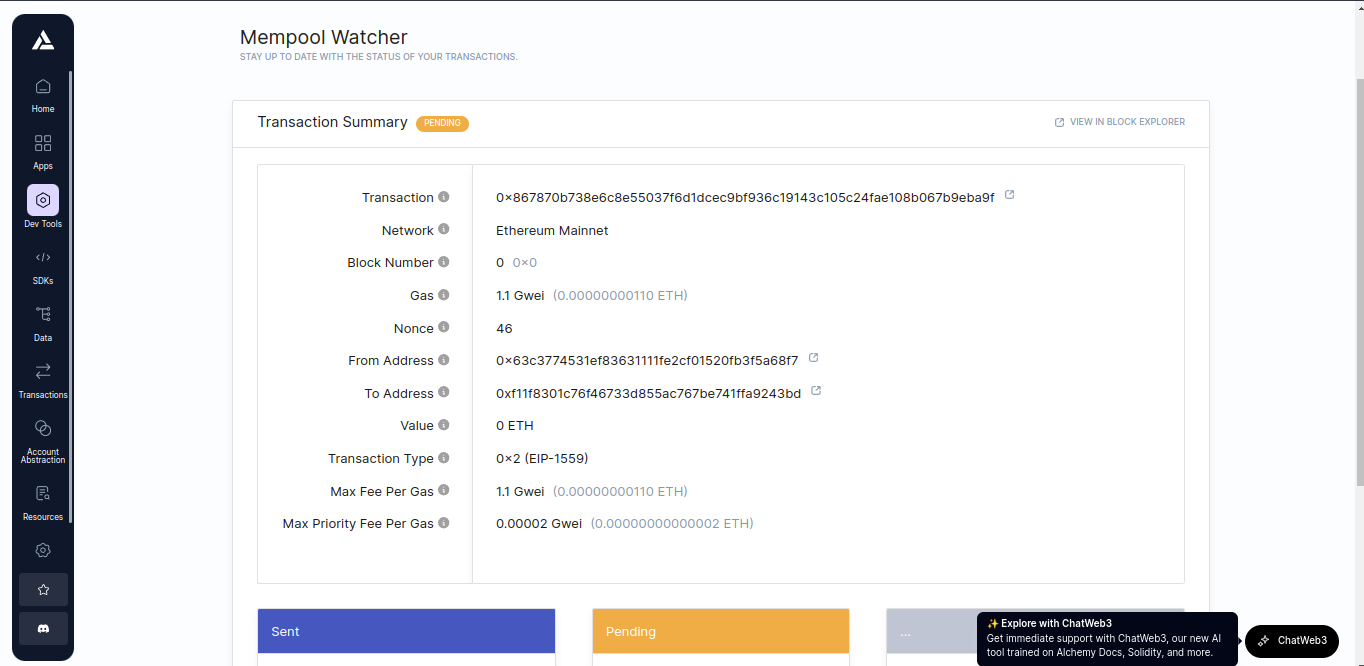 Mempool Watcher
STAY UP TO DATE WITH THE STATUS OF YOUR TRANSACTIONS.
Home
Apps
Dev Tools
SDKs
Data
Transactions
Account
Abstraction
Resources
Transaction Summary PENDING VIEW IN BLOCK EXPLORER
Transaction 0x867870b738e6c8e55037f6d1dcec9bf936c19143c105c24fae108b067b9eba9f
Network Ethereum Mainnet
Block Number 0 0x0
Gas 1.1 Gwei (0.00000000110 ETH)
Nonce 46
From Address 0x63c3774531ef83631111fe2cf01520fb3f5a68f7
To Address 0xf11f8301c76f46733d855ac767be741ffa9243bd
Value 0 ETH
Transaction Type 0x2 (EIP-1559)
Max Fee Per Gas 1.1 Gwei (0.00000000110 ETH)
Max Priority Fee Per Gas 0.00002 Gwei (0.00000000000002 ETH)
Sent
Pending
...
✨ Explore with ChatWeb3
Get immediate support with ChatWeb3, our new AI
tool trained on Alchemy Docs, Solidity, and more.
ChatWeb3